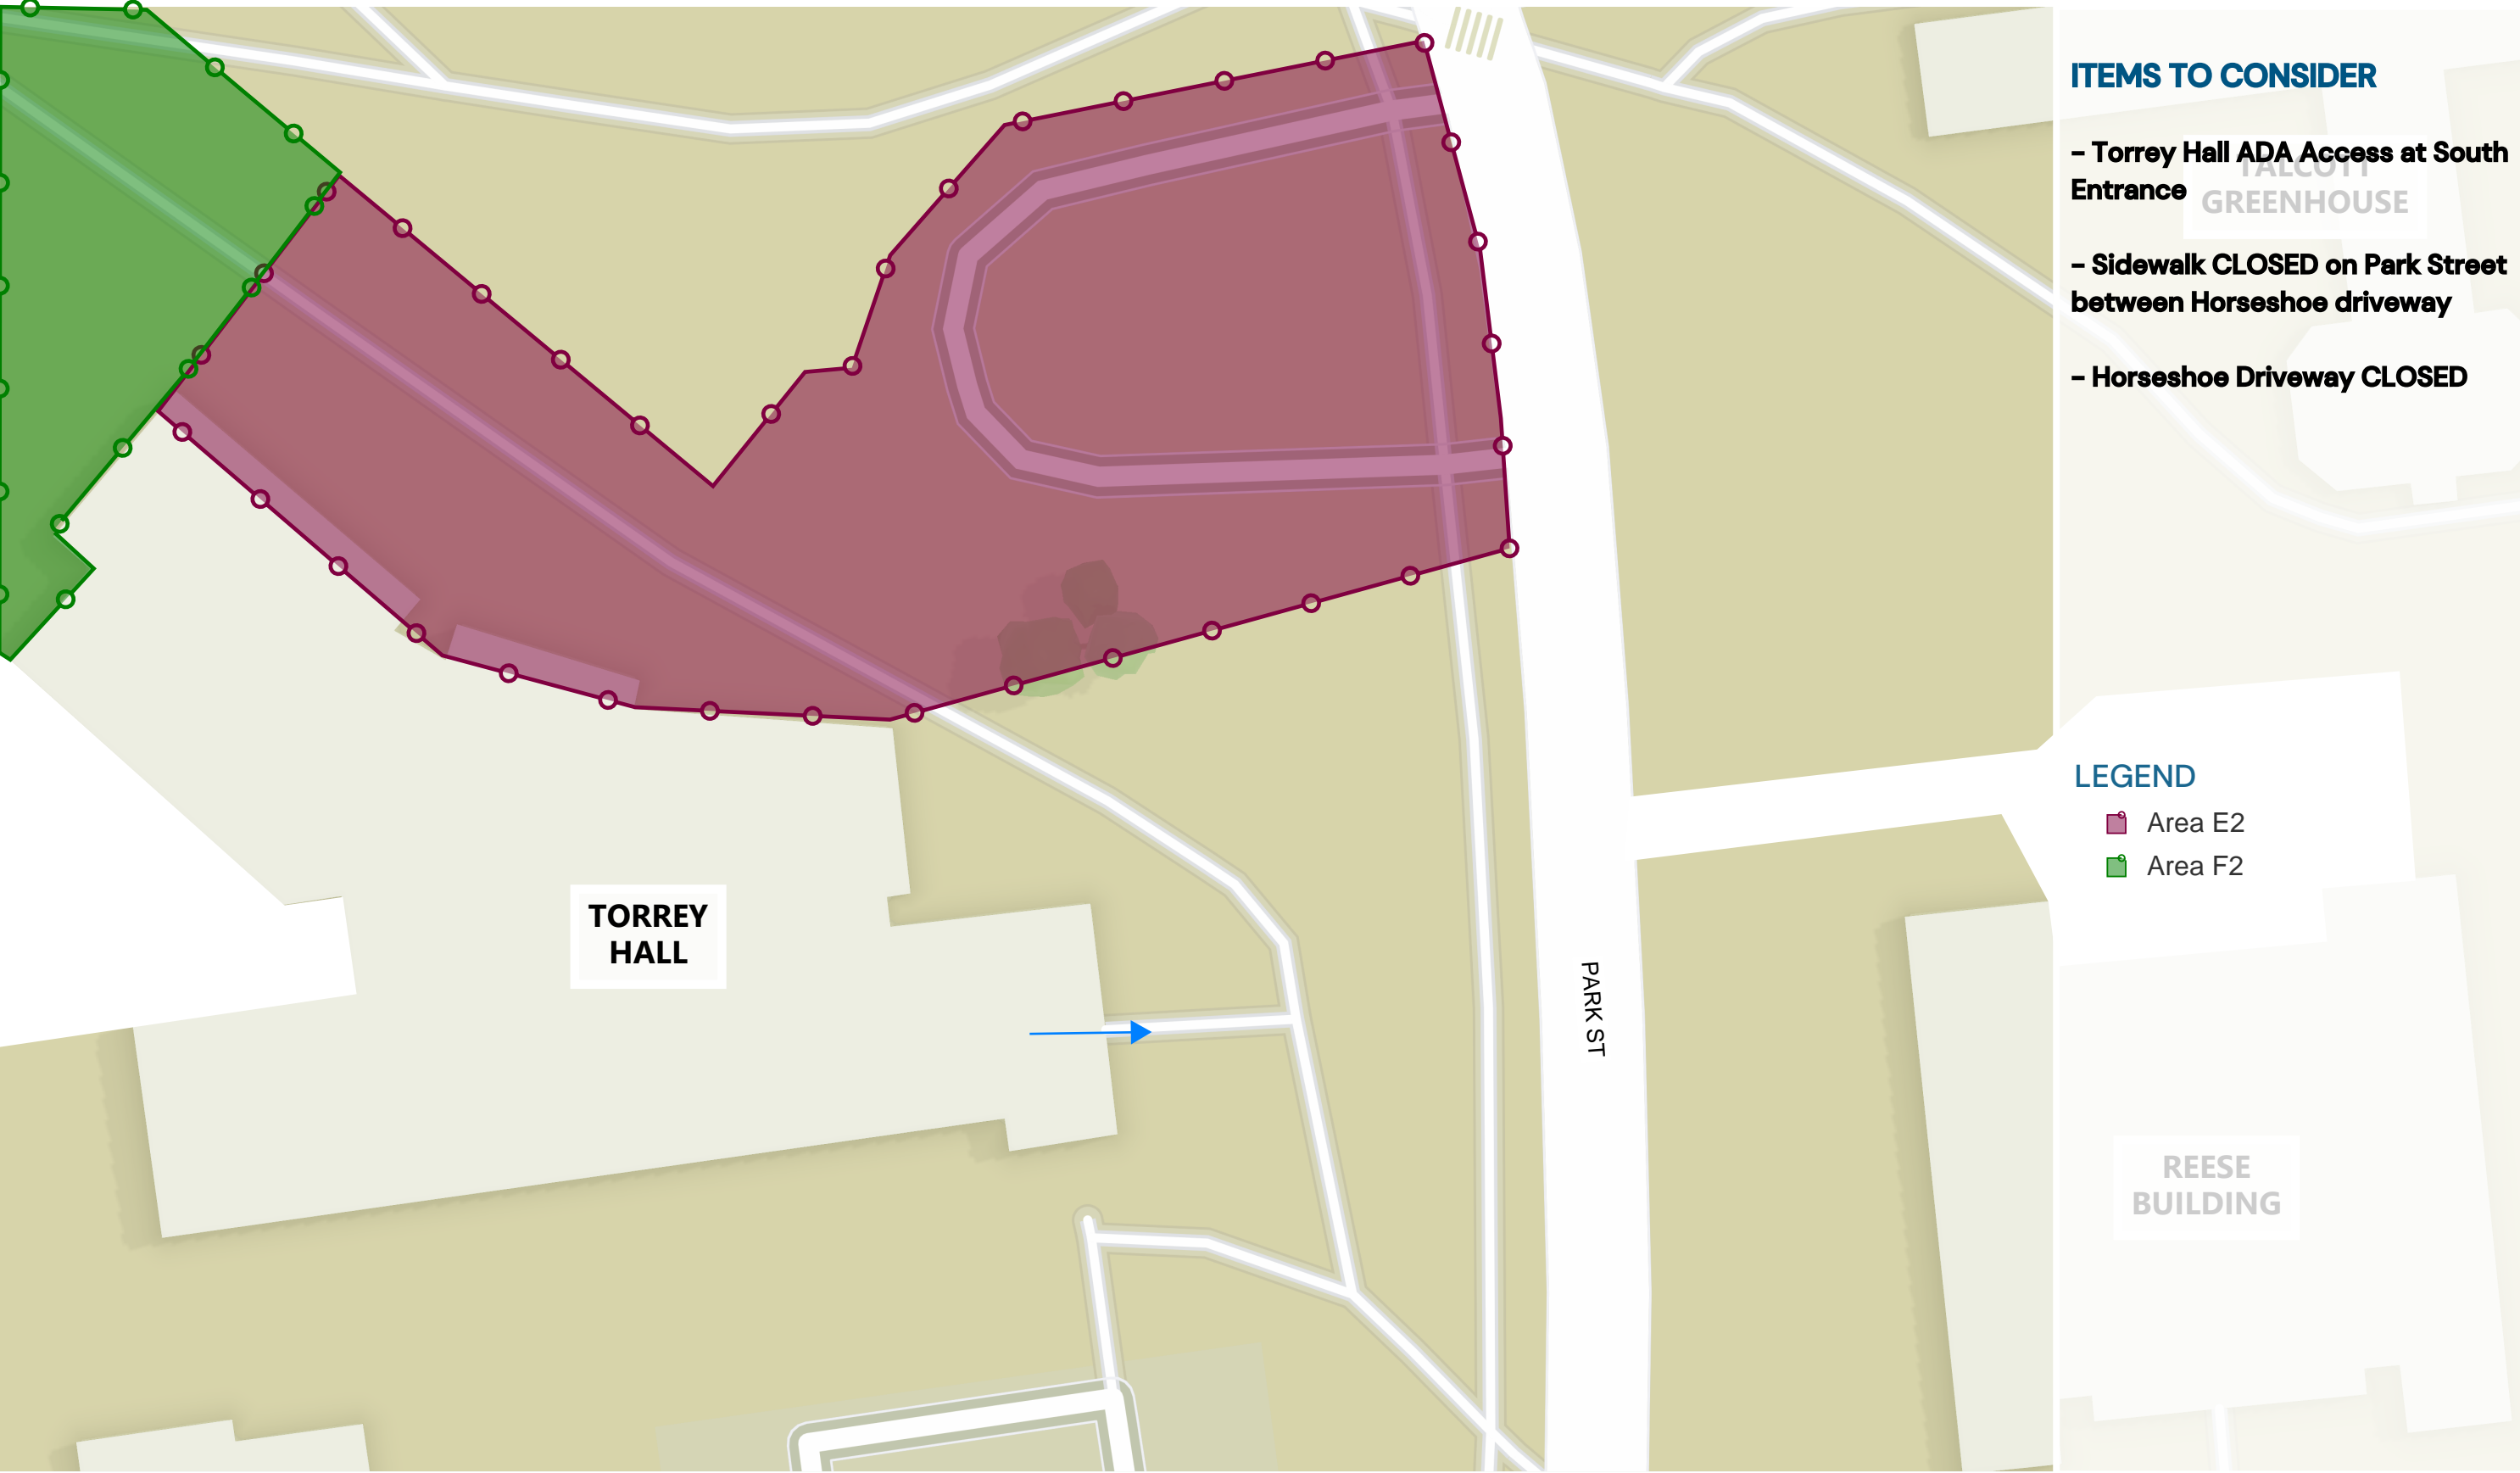 ITEMS TO CONSIDER
– Torrey Hall ADA Access at South
Entrance
TALCOTT
GREENHOUSE
– Sidewalk CLOSED on Park Street
between Horseshoe driveway
– Horseshoe Driveway CLOSED
LEGEND
Area E2
Area F2
TORREY
HALL
PARK ST
REESE
BUILDING